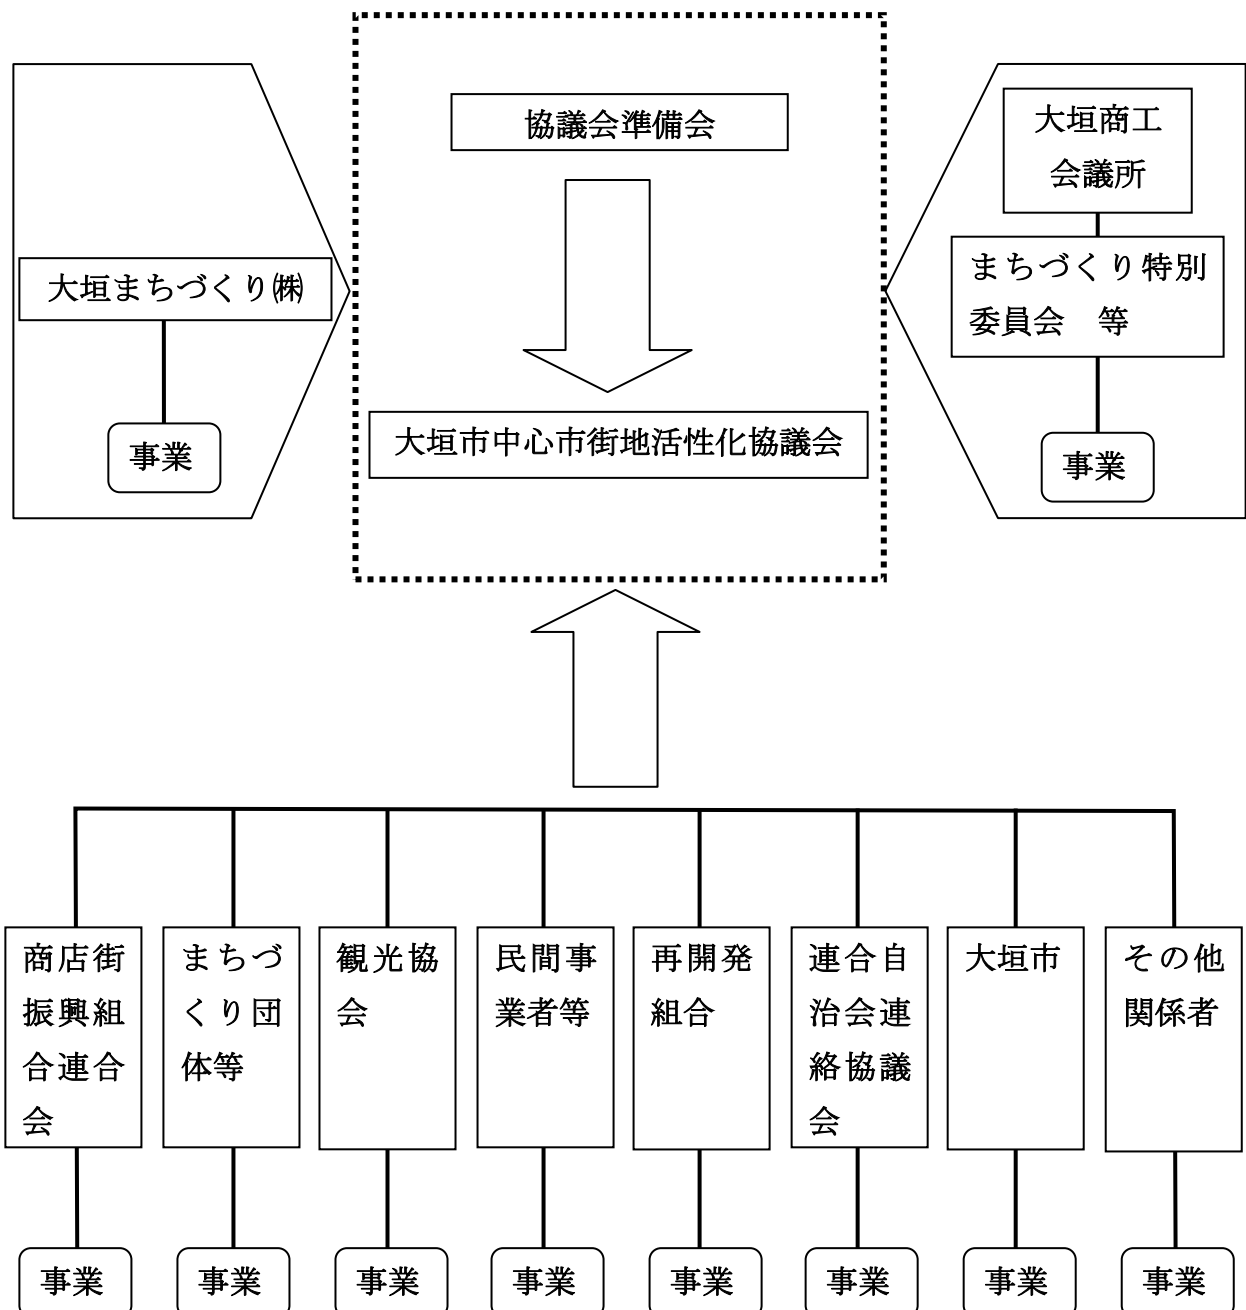 協議会準備会
大垣商工
会議所
まちづくり特別
委員会　等
事業
大垣まちづくり㈱
事業
大垣市中心市街地活性化協議会
商店街
振興組
合連合
会
まちづ
くり団
体等
観光協
会
民間事
業者等
再開発
組合
連合自
治会連
絡協議
会
大垣市
その他
関係者
事業
事業
事業
事業
事業
事業
事業
事業